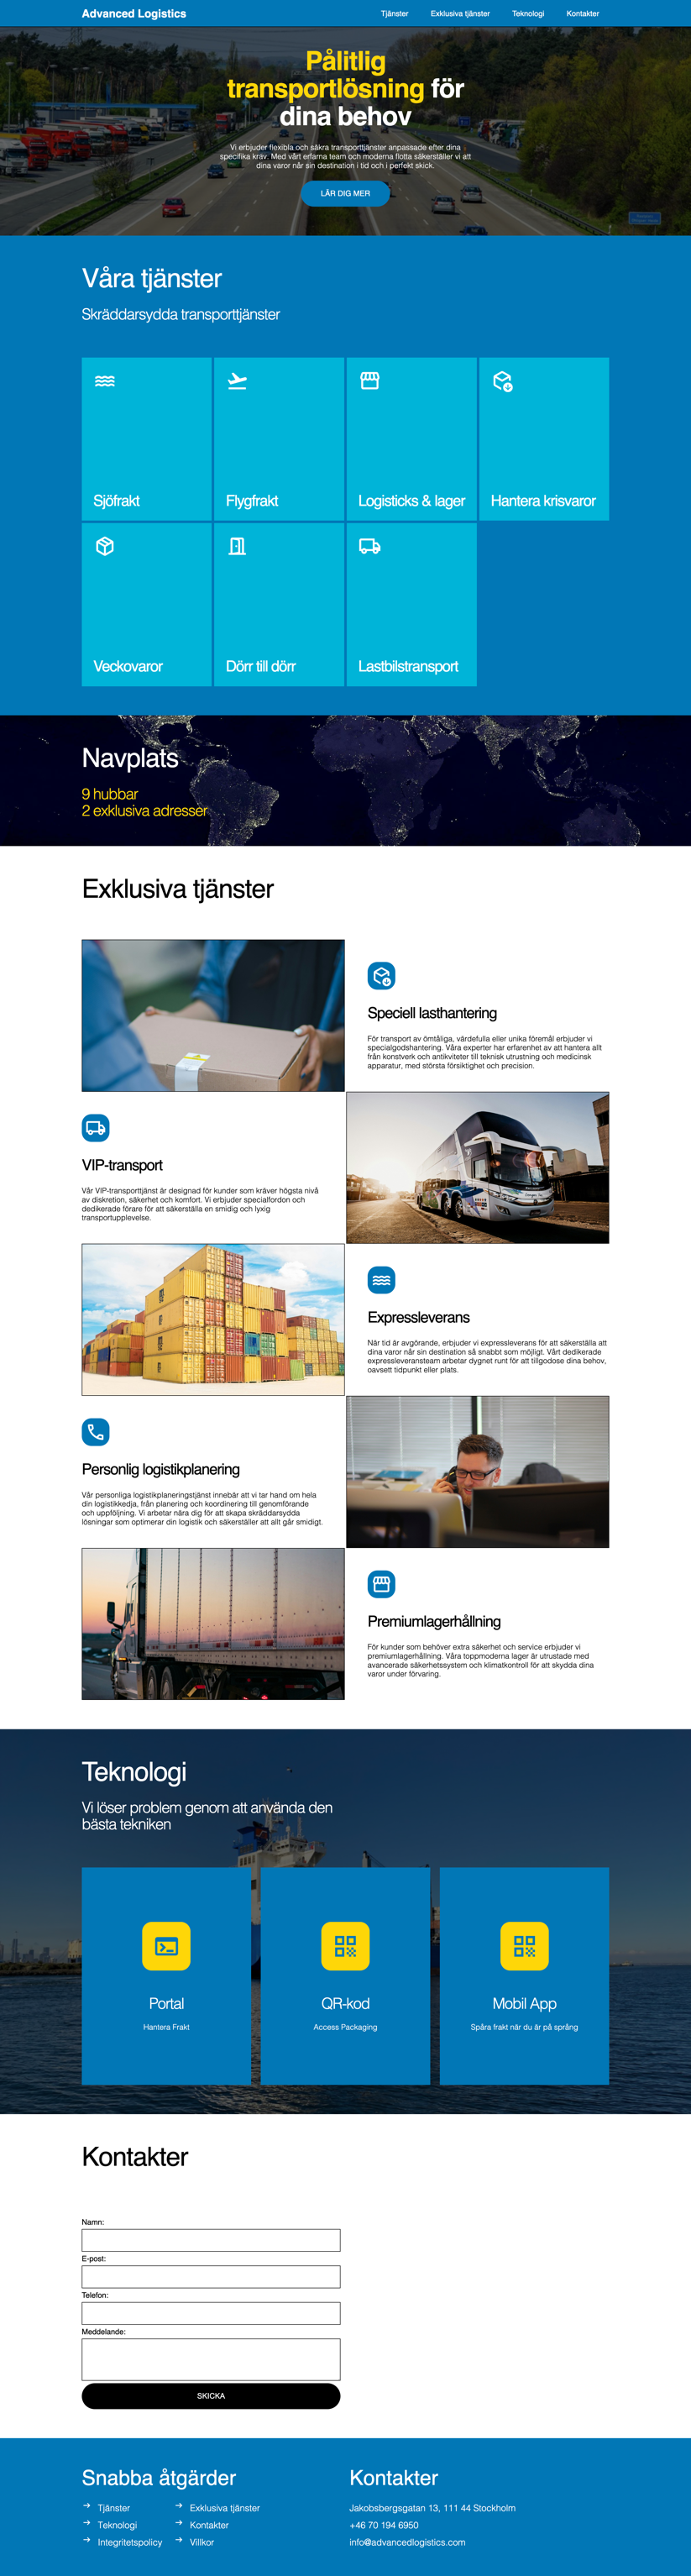 Advanced Logistics
Tjänster
Exklusiva tjänster
Teknologi
Kontakter
Pålitlig
transportlösning för
dina behov
Vi erbjuder flexibla och säkra transporttjänster anpassade efter dina
specifika krav. Med vårt erfarna team och moderna flotta säkerställer vi att
dina varor når sin destination i tid och i perfekt skick.
LÄR DIG MER
Våra tjänster
Skräddarsydda transporttjänster
Sjöfrakt
Flygfrakt
Logisticks & lager
Hantera krisvaror
Veckovaror
Dörr till dörr
Lastbilstransport
Navplats
9 hubbar
2 exklusiva adresser
Exklusiva tjänster
Speciell lasthantering
För transport av ömtåliga, värdefulla eller unika föremål erbjuder vi
specialgodshantering. Våra experter har erfarenhet av att hantera allt
från konstverk och antikviteter till teknisk utrustning och medicinsk
apparatur, med största försiktighet och precision.
VIP-transport
Vår VIP-transporttjänst är designad för kunder som kräver högsta nivå
av diskretion, säkerhet och komfort. Vi erbjuder specialfordon och
dedikerade förare för att säkerställa en smidig och lyxig
transportupplevelse.
Expressleverans
När tid är avgörande, erbjuder vi expressleverans för att säkerställa att
dina varor når sin destination så snabbt som möjligt. Vårt dedikerade
expressleveransteam arbetar dygnet runt för att tillgodose dina behov,
oavsett tidpunkt eller plats.
Personlig logistikplanering
Vår personliga logistikplaneringstjänst innebär att vi tar hand om hela
din logistikkedja, från planering och koordinering till genomförande
och uppföljning. Vi arbetar nära dig för att skapa skräddarsydda
lösningar som optimerar din logistik och säkerställer att allt går smidigt.
Premiumlagerhållning
För kunder som behöver extra säkerhet och service erbjuder vi
premiumlagerhållning. Våra toppmoderna lager är utrustade med
avancerade säkerhetssystem och klimatkontroll för att skydda dina
varor under förvaring.
Teknologi
Vi löser problem genom att använda den
bästa tekniken
Portal
Hantera Frakt
QR-kod
Access Packaging
Mobil App
Spåra frakt när du är på språng
Kontakter
Namn:
E-post:
Telefon:
Meddelande:
SKICKA
Snabba åtgärder
Tjänster
Exklusiva tjänster
Teknologi
Kontakter
Integritetspolicy
Villkor
Kontakter
Jakobsbergsgatan 13, 111 44 Stockholm
+46 70 194 6950
info@advancedlogistics.com